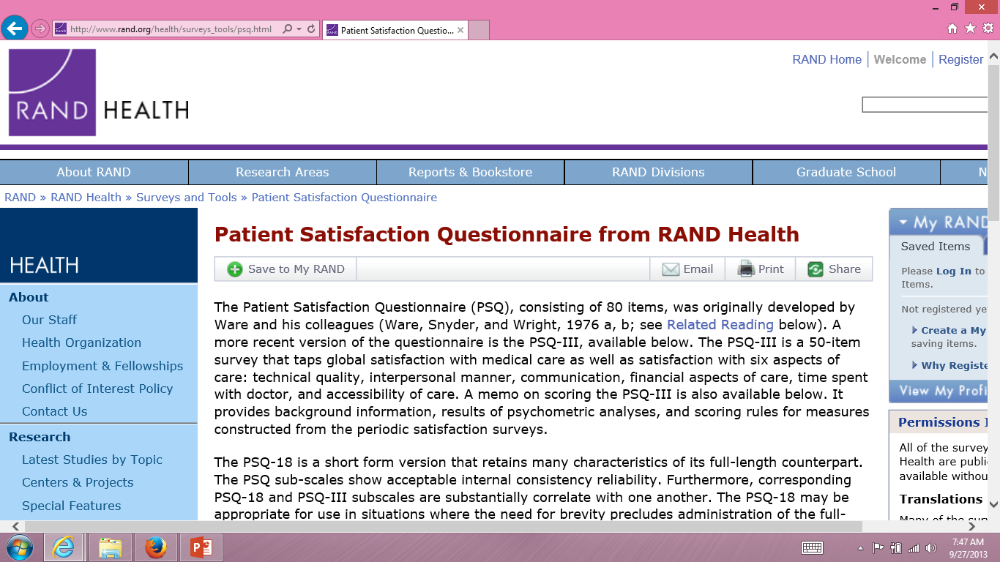 http://www.rand.org/health/surveys_tools/psq.html
Patient Satisfaction Questio...
RAND Home Welcome Register
RAND HEALTH
About RAND Research Areas Reports & Bookstore RAND Divisions Graduate School N
RAND » RAND Health » Surveys and Tools » Patient Satisfaction Questionnaire
HEALTH
About
Our Staff
Health Organization
Employment & Fellowships
Conflict of Interest Policy
Contact Us
Research
Latest Studies by Topic
Centers & Projects
Special Features
Patient Satisfaction Questionnaire from RAND Health
Save to My RAND Email Print Share
The Patient Satisfaction Questionnaire (PSQ), consisting of 80 items, was originally developed by
Ware and his colleagues (Ware, Snyder, and Wright, 1976 a, b; see Related Reading below). A
more recent version of the questionnaire is the PSQ-III, available below. The PSQ-III is a 50-item
survey that taps global satisfaction with medical care as well as satisfaction with six aspects of
care: technical quality, interpersonal manner, communication, financial aspects of care, time spent
with doctor, and accessibility of care. A memo on scoring the PSQ-III is also available below. It
provides background information, results of psychometric analyses, and scoring rules for measures
constructed from the periodic satisfaction surveys.
The PSQ-18 is a short form version that retains many characteristics of its full-length counterpart.
The PSQ sub-scales show acceptable internal consistency reliability. Furthermore, corresponding
PSQ-18 and PSQ-III subscales are substantially correlate with one another. The PSQ-18 may be
appropriate for use in situations where the need for brevity precludes administration of the full-
My RAND
Saved Items
Please Log In to
Items.
Not registered ye
Create a My
saving items.
Why Registe
View My Profi
Permissions I
All of the survey
Health are publi
available withou
Translations
Many of the sur
7:47 AM
9/27/2013